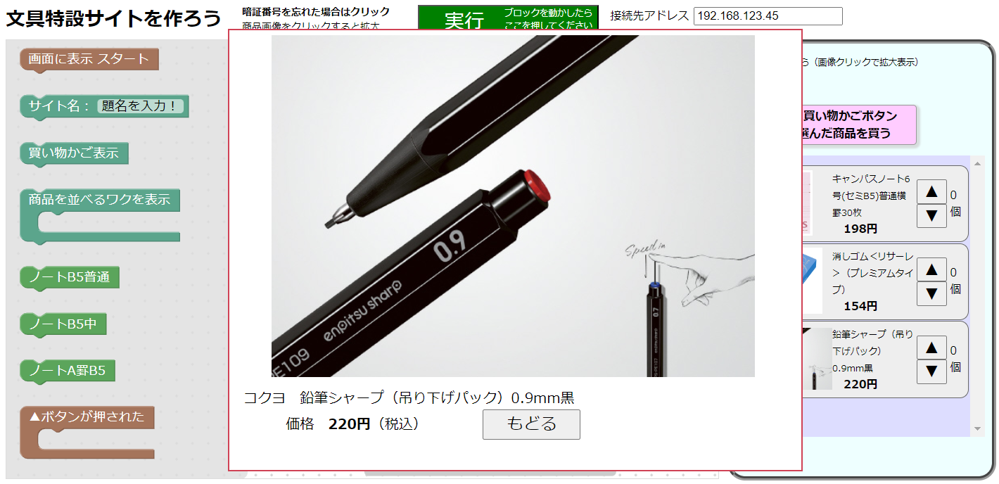 文具特設サイトを作ろう
暗証番号を忘れた場合はクリック
商品画像をクリックすると拡大
実行
ブロックを動かしたら
ここを押してください
接続先アドレス
192.168.123.45
画面に表示 スタート
サイト名： 題名を入力！
買い物かご表示
商品を並べるワクを表示
ノートB5普通
ノートB5中
ノートA罫B5
▲ボタンが押された
0.9
enpitsu sharp
PE109
Speed in
0.7
コクヨ　鉛筆シャープ（吊り下げパック）0.9mm黒
価格　220円（税込）
もどる
ら（画像クリックで拡大表示）
買い物かごボタン
選んだ商品を買う
キャンパスノート6
号(セミB5)普通横
罫30枚
198円
▲
▼
0
個
消しゴム＜リサーレ
＞（プレミアムタイ
プ）
154円
▲
▼
0
個
鉛筆シャープ（吊り
下げパック）
0.9mm黒
220円
▲
▼
0
個